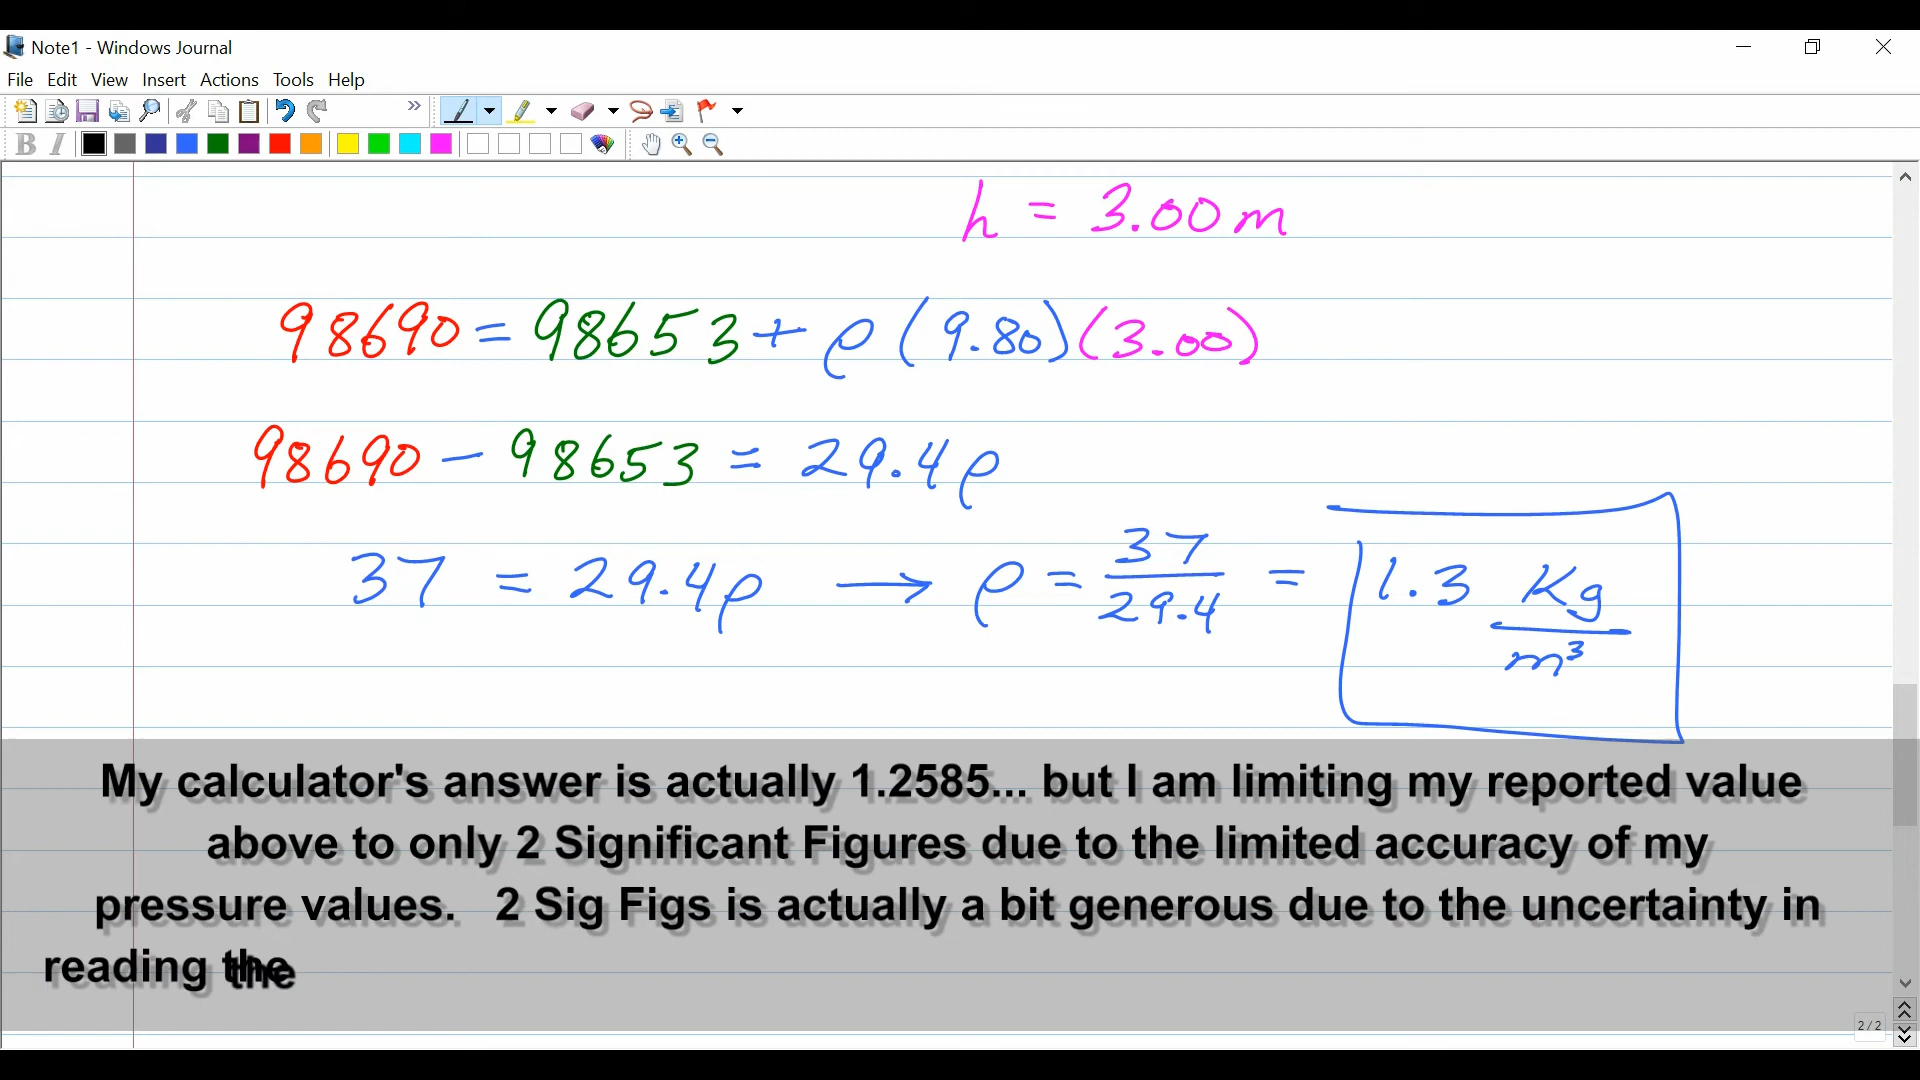 Note1 - Windows Journal
File Edit View Insert Actions Tools Help
B I
h = 3.00 m
98690 = 98653 + ρ (9.80)(3.00)
98690 - 98653 = 29.4ρ
37 = 29.4ρ → ρ = 37/29.4 = 1.3 Kg/m³
My calculator's answer is actually 1.2585... but I am limiting my reported value
above to only 2 Significant Figures due to the limited accuracy of my
pressure values. 2 Sig Figs is actually a bit generous due to the uncertainty in
reading the
2/2